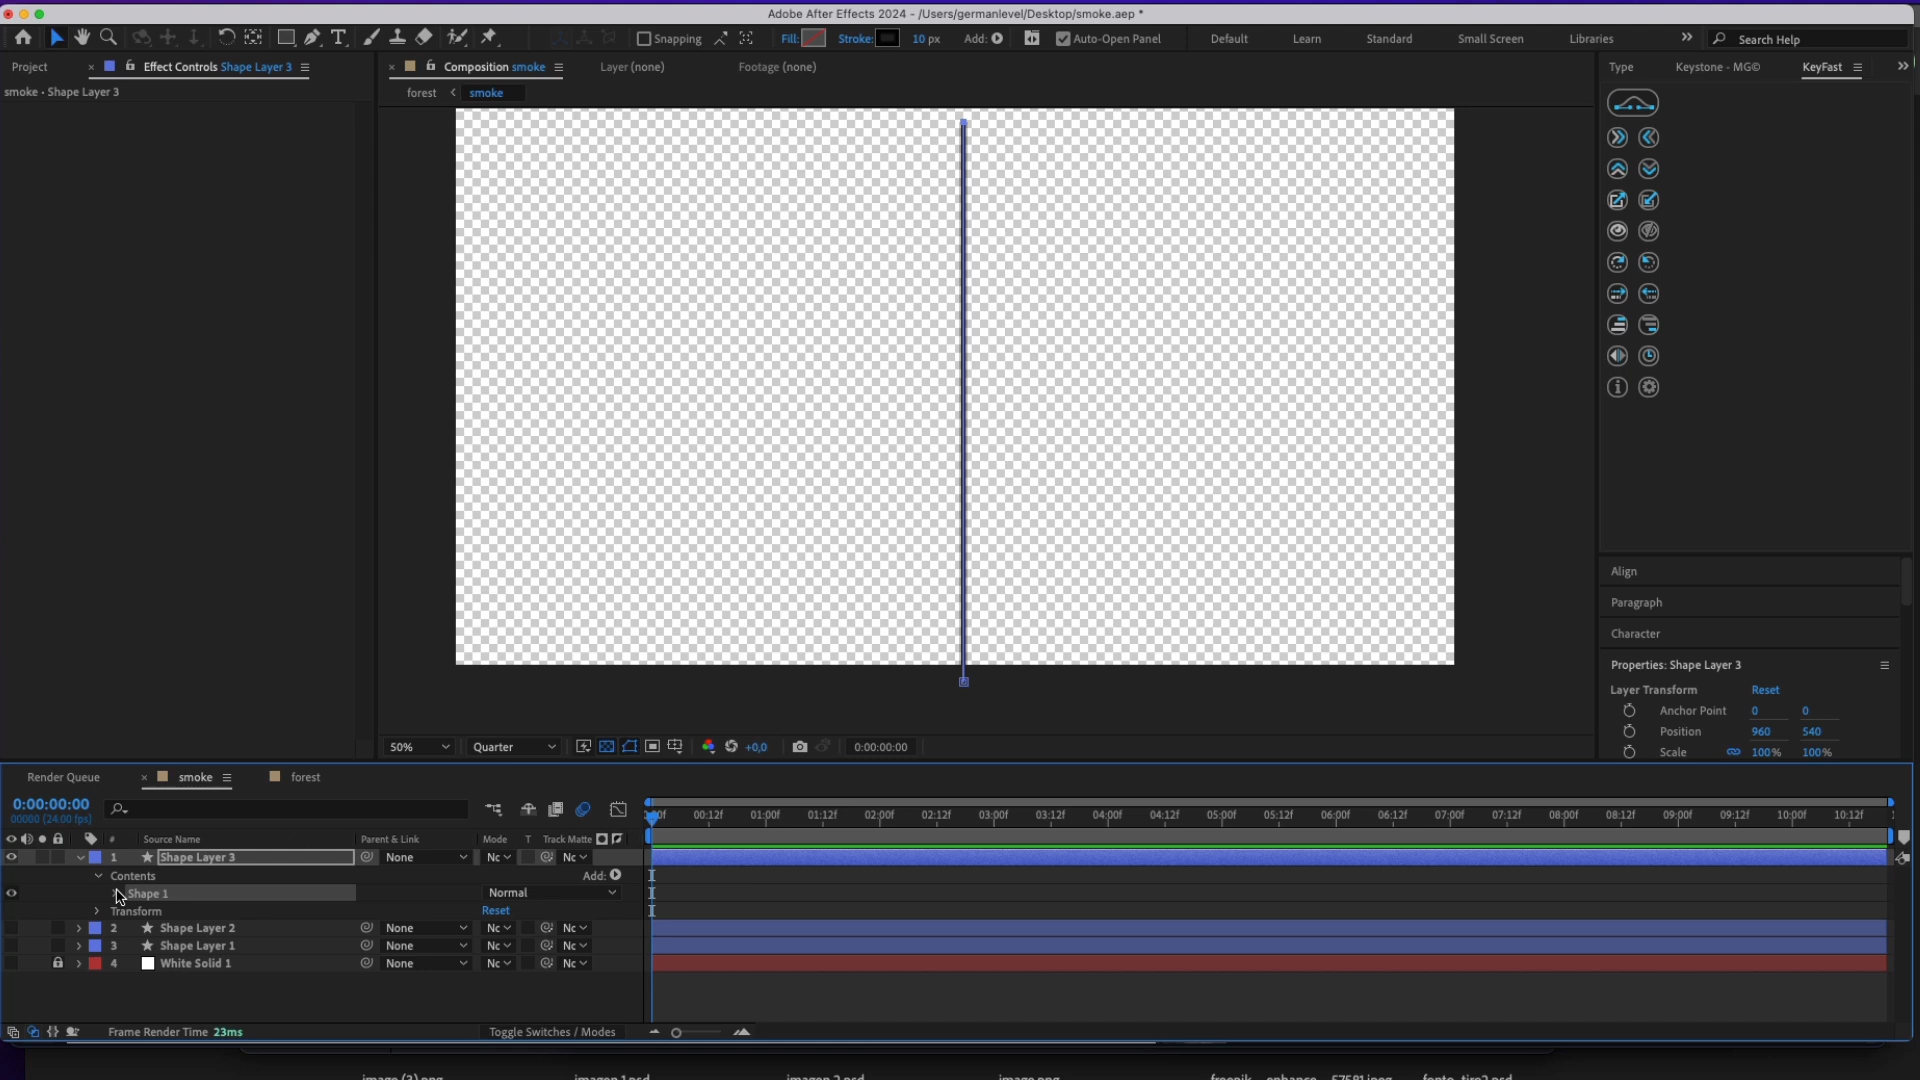 Adobe After Effects 2024 - /Users/germanlevel/Desktop/smoke.aep *
Snapping Fill: Stroke: 10 px Add: Auto-Open Panel Default Learn Standard Small Screen Libraries Search Help
Project Effect Controls Shape Layer 3 Composition smoke Layer (none) Footage (none) Type Keystone - MG© KeyFast
smoke • Shape Layer 3
forest smoke
Align
Paragraph
Character
Properties: Shape Layer 3
Layer Transform Reset
Anchor Point 0 0
Position 960 540
Scale 100% 100%
50% Quarter +0,0 0:00:00:00
Render Queue smoke forest
0:00:00:00
00000 (24.00 fps)
00:12f 01:00f 01:12f 02:00f 02:12f 03:00f 03:12f 04:00f 04:12f 05:00f 05:12f 06:00f 06:12f 07:00f 07:12f 08:00f 08:12f 09:00f 09:12f 10:00f 10:12f
# Source Name Parent & Link Mode T Track Matte
1 Shape Layer 3 None Nc Nc
Contents Add:
Shape 1 Normal
Transform Reset
2 Shape Layer 2 None Nc Nc
3 Shape Layer 1 None Nc Nc
4 White Solid 1 None Nc Nc
Frame Render Time 23ms Toggle Switches / Modes